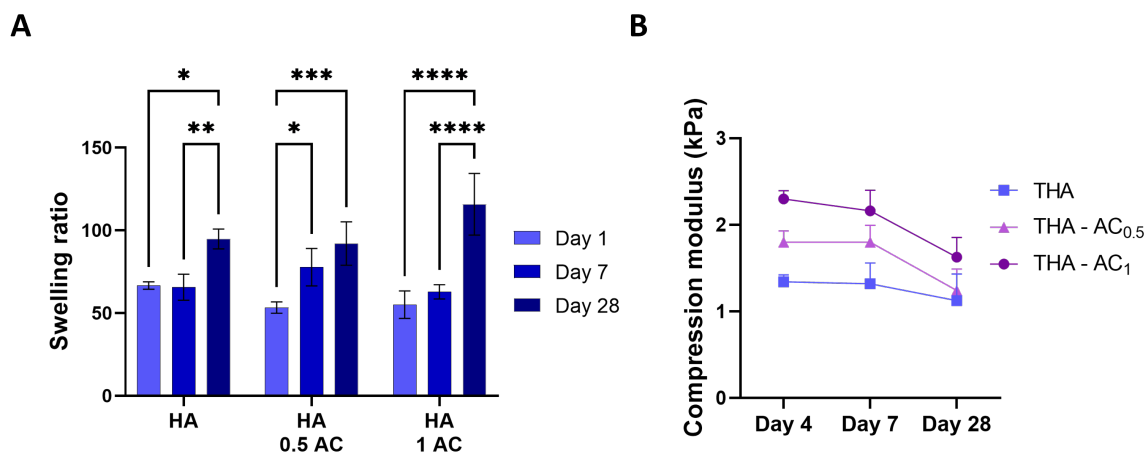 A
B
* *** ****
** * ****
Swelling ratio
150
100
50
0
HA
HA
0.5 AC
HA
1 AC
Day 1
Day 7
Day 28
Compression modulus (kPa)
3
2
1
0
Day 4 Day 7 Day 28
THA
THA - AC0.5
THA - AC1